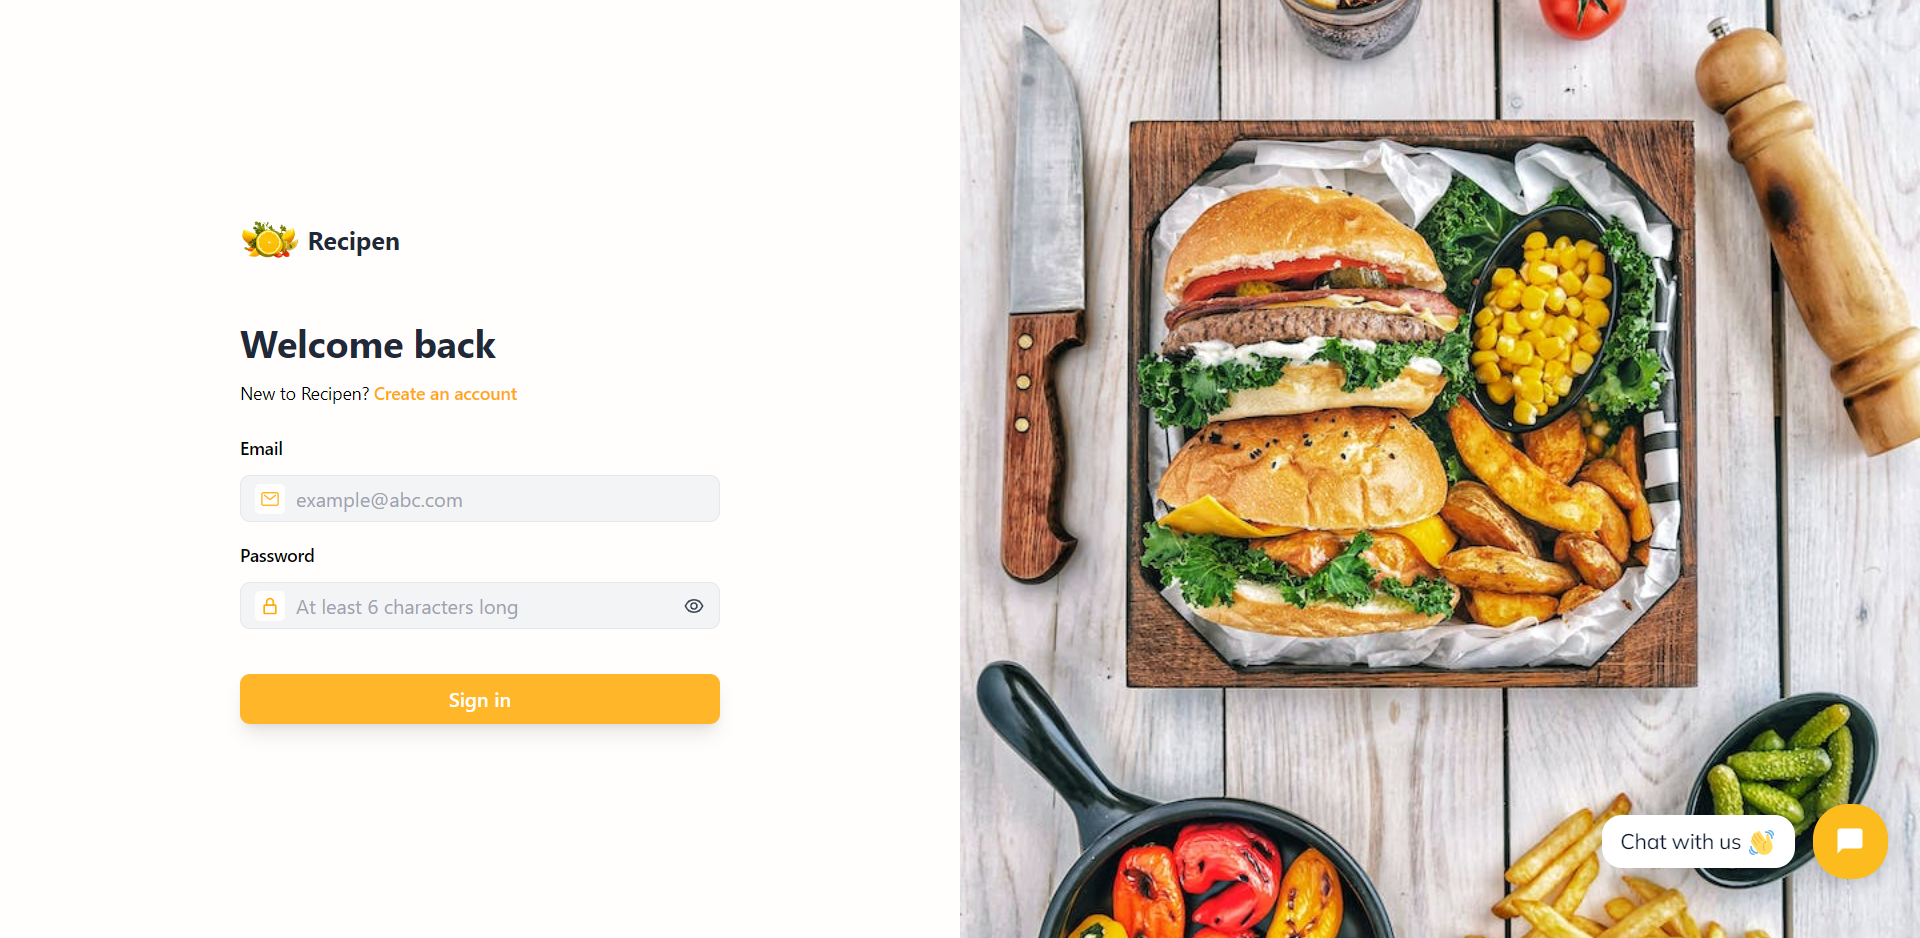 Recipen
Welcome back
New to Recipen? Create an account
Email
example@abc.com
Password
At least 6 characters long
Sign in
Chat with us 👋